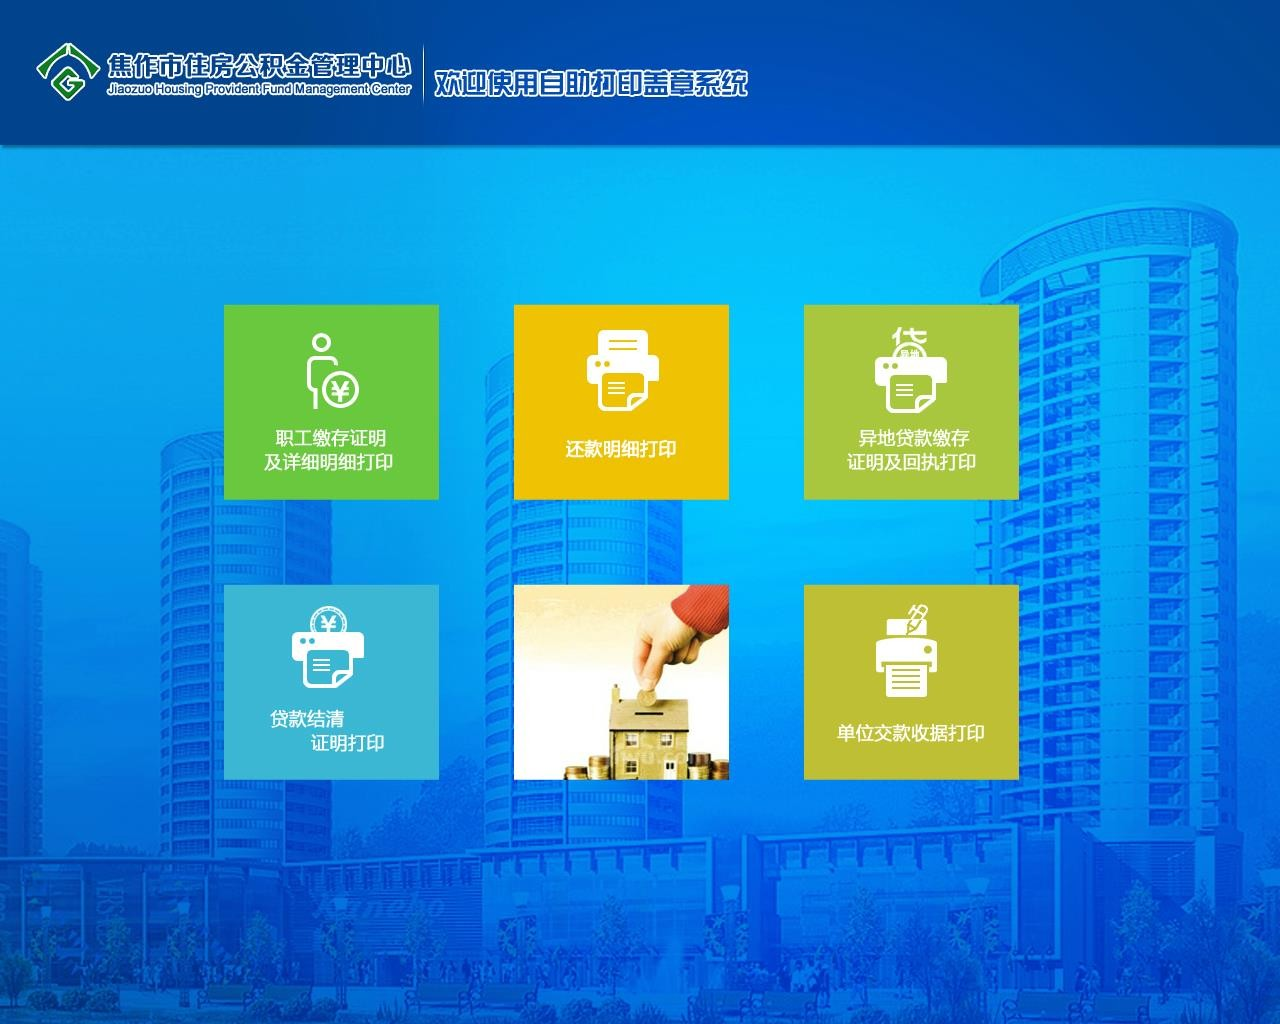 焦作市住房公积金管理中心
Jiaozuo Housing Provident Fund Management Center
欢迎使用自助打印盖章系统
职工缴存证明
及详细明细打印
还款明细打印
贷
异地
异地贷款缴存
证明及回执打印
贷款结清
证明打印
单位交款收据打印